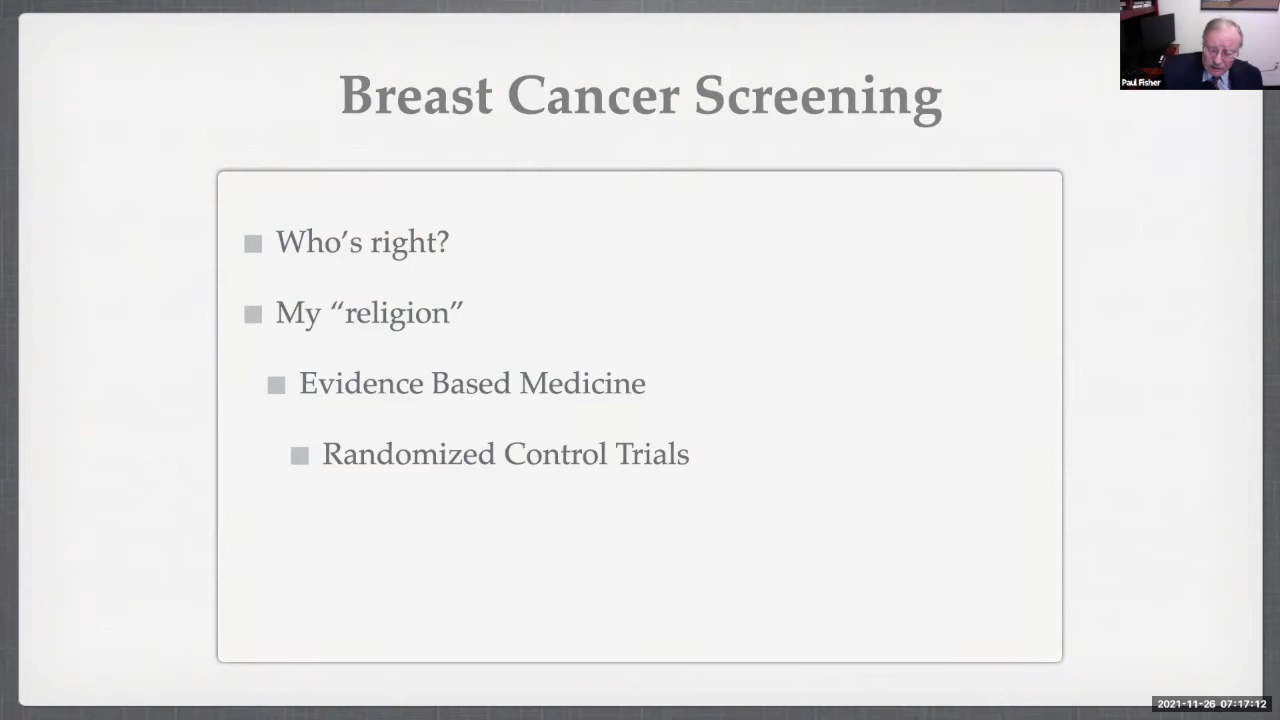 Breast Cancer Screening
Paul Fisher
Who’s right?
My “religion”
Evidence Based Medicine
Randomized Control Trials
2021-11-26 07:17:12